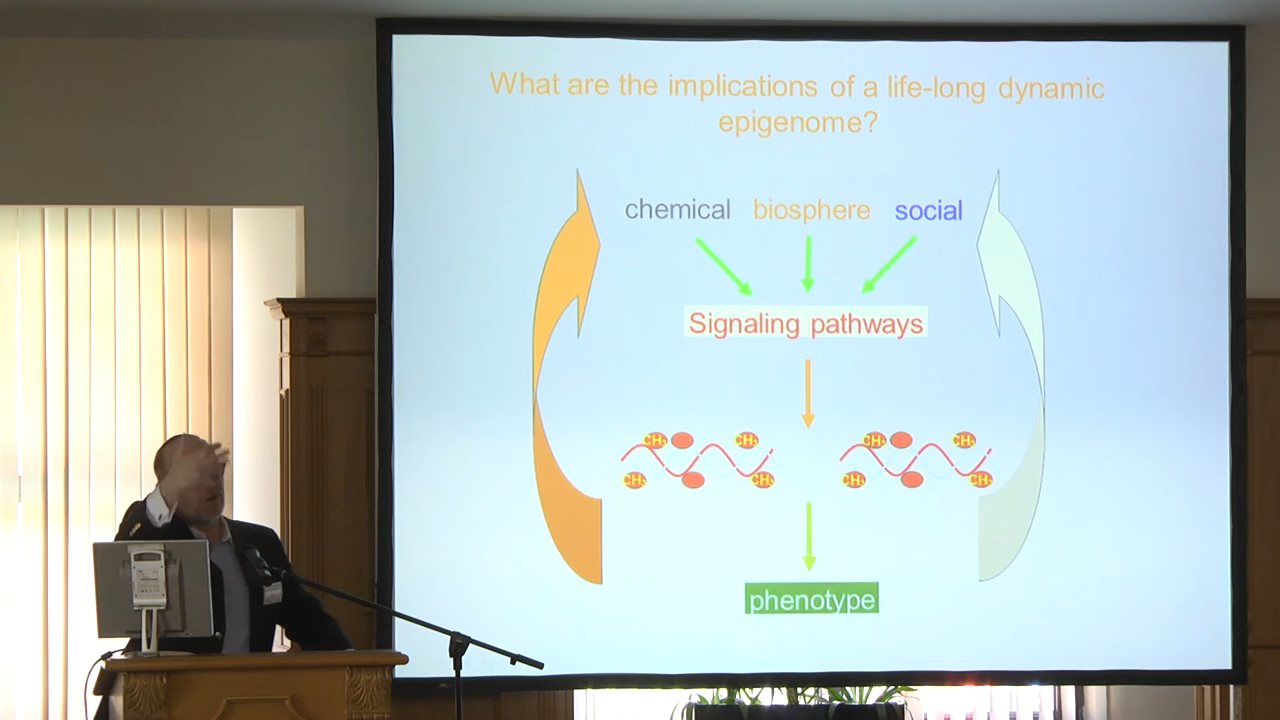 What are the implications of a life-long dynamic
epigenome?
chemical biosphere social
Signaling pathways
CH₃ CH₃ CH₃ CH₃
CH₃ CH₃ CH₃ CH₃
phenotype